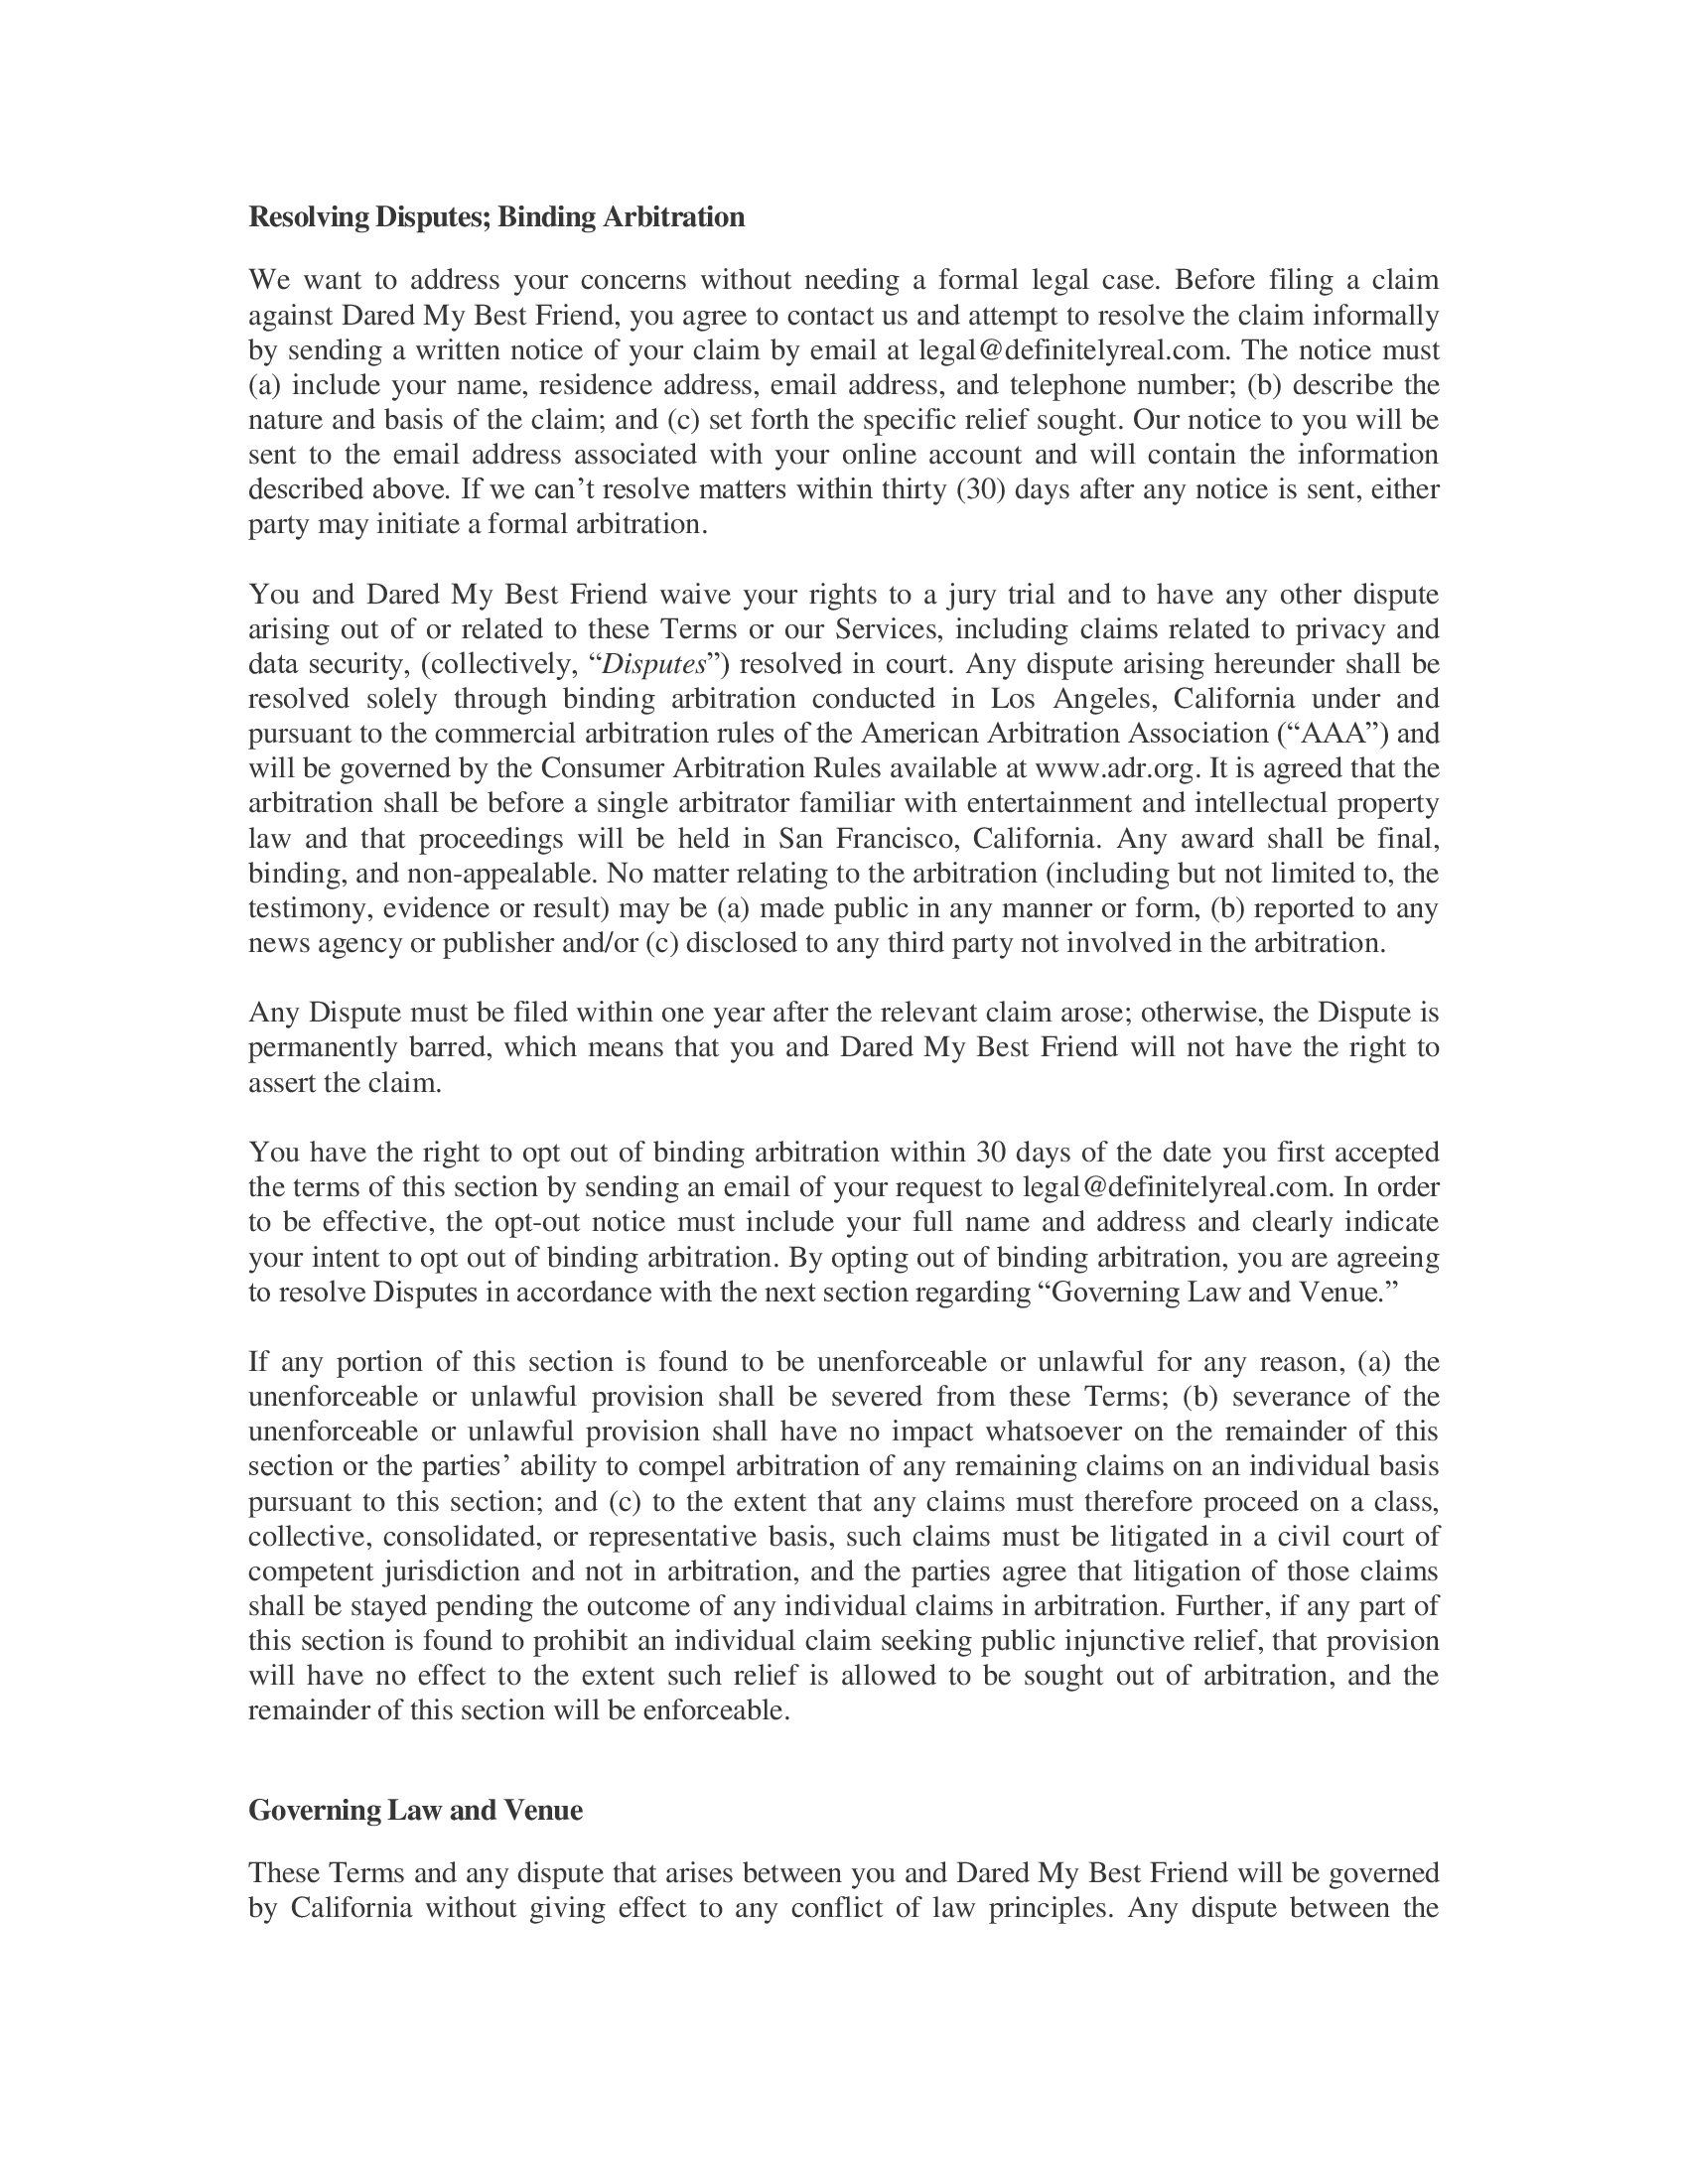 Resolving Disputes; Binding Arbitration
We want to address your concerns without needing a formal legal case. Before filing a claim
against Dared My Best Friend, you agree to contact us and attempt to resolve the claim informally
by sending a written notice of your claim by email at legal@definitelyreal.com. The notice must
(a) include your name, residence address, email address, and telephone number; (b) describe the
nature and basis of the claim; and (c) set forth the specific relief sought. Our notice to you will be
sent to the email address associated with your online account and will contain the information
described above. If we can’t resolve matters within thirty (30) days after any notice is sent, either
party may initiate a formal arbitration.
You and Dared My Best Friend waive your rights to a jury trial and to have any other dispute
arising out of or related to these Terms or our Services, including claims related to privacy and
data security, (collectively, “Disputes”) resolved in court. Any dispute arising hereunder shall be
resolved solely through binding arbitration conducted in Los Angeles, California under and
pursuant to the commercial arbitration rules of the American Arbitration Association (“AAA”) and
will be governed by the Consumer Arbitration Rules available at www.adr.org. It is agreed that the
arbitration shall be before a single arbitrator familiar with entertainment and intellectual property
law and that proceedings will be held in San Francisco, California. Any award shall be final,
binding, and non-appealable. No matter relating to the arbitration (including but not limited to, the
testimony, evidence or result) may be (a) made public in any manner or form, (b) reported to any
news agency or publisher and/or (c) disclosed to any third party not involved in the arbitration.
Any Dispute must be filed within one year after the relevant claim arose; otherwise, the Dispute is
permanently barred, which means that you and Dared My Best Friend will not have the right to
assert the claim.
You have the right to opt out of binding arbitration within 30 days of the date you first accepted
the terms of this section by sending an email of your request to legal@definitelyreal.com. In order
to be effective, the opt-out notice must include your full name and address and clearly indicate
your intent to opt out of binding arbitration. By opting out of binding arbitration, you are agreeing
to resolve Disputes in accordance with the next section regarding “Governing Law and Venue.”
If any portion of this section is found to be unenforceable or unlawful for any reason, (a) the
unenforceable or unlawful provision shall be severed from these Terms; (b) severance of the
unenforceable or unlawful provision shall have no impact whatsoever on the remainder of this
section or the parties’ ability to compel arbitration of any remaining claims on an individual basis
pursuant to this section; and (c) to the extent that any claims must therefore proceed on a class,
collective, consolidated, or representative basis, such claims must be litigated in a civil court of
competent jurisdiction and not in arbitration, and the parties agree that litigation of those claims
shall be stayed pending the outcome of any individual claims in arbitration. Further, if any part of
this section is found to prohibit an individual claim seeking public injunctive relief, that provision
will have no effect to the extent such relief is allowed to be sought out of arbitration, and the
remainder of this section will be enforceable.
Governing Law and Venue
These Terms and any dispute that arises between you and Dared My Best Friend will be governed
by California without giving effect to any conflict of law principles. Any dispute between the